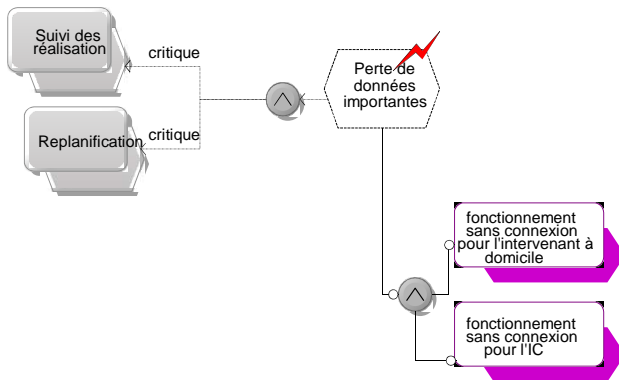 Suivi des
réalisation
critique
Perte de
données
importantes
critique
Replanification
fonctionnement
sans connexion
pour l'intervenant à
domicile
fonctionnement
sans connexion
pour l'IC